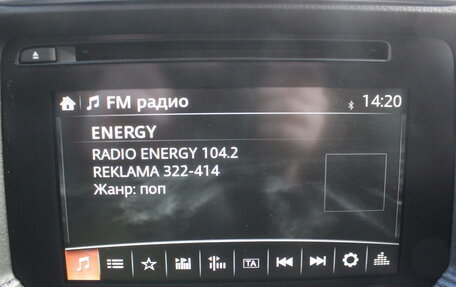 FM радио 14:20
ENERGY
RADIO ENERGY 104.2
REKLAMA 322-414
Жанр: поп
TA